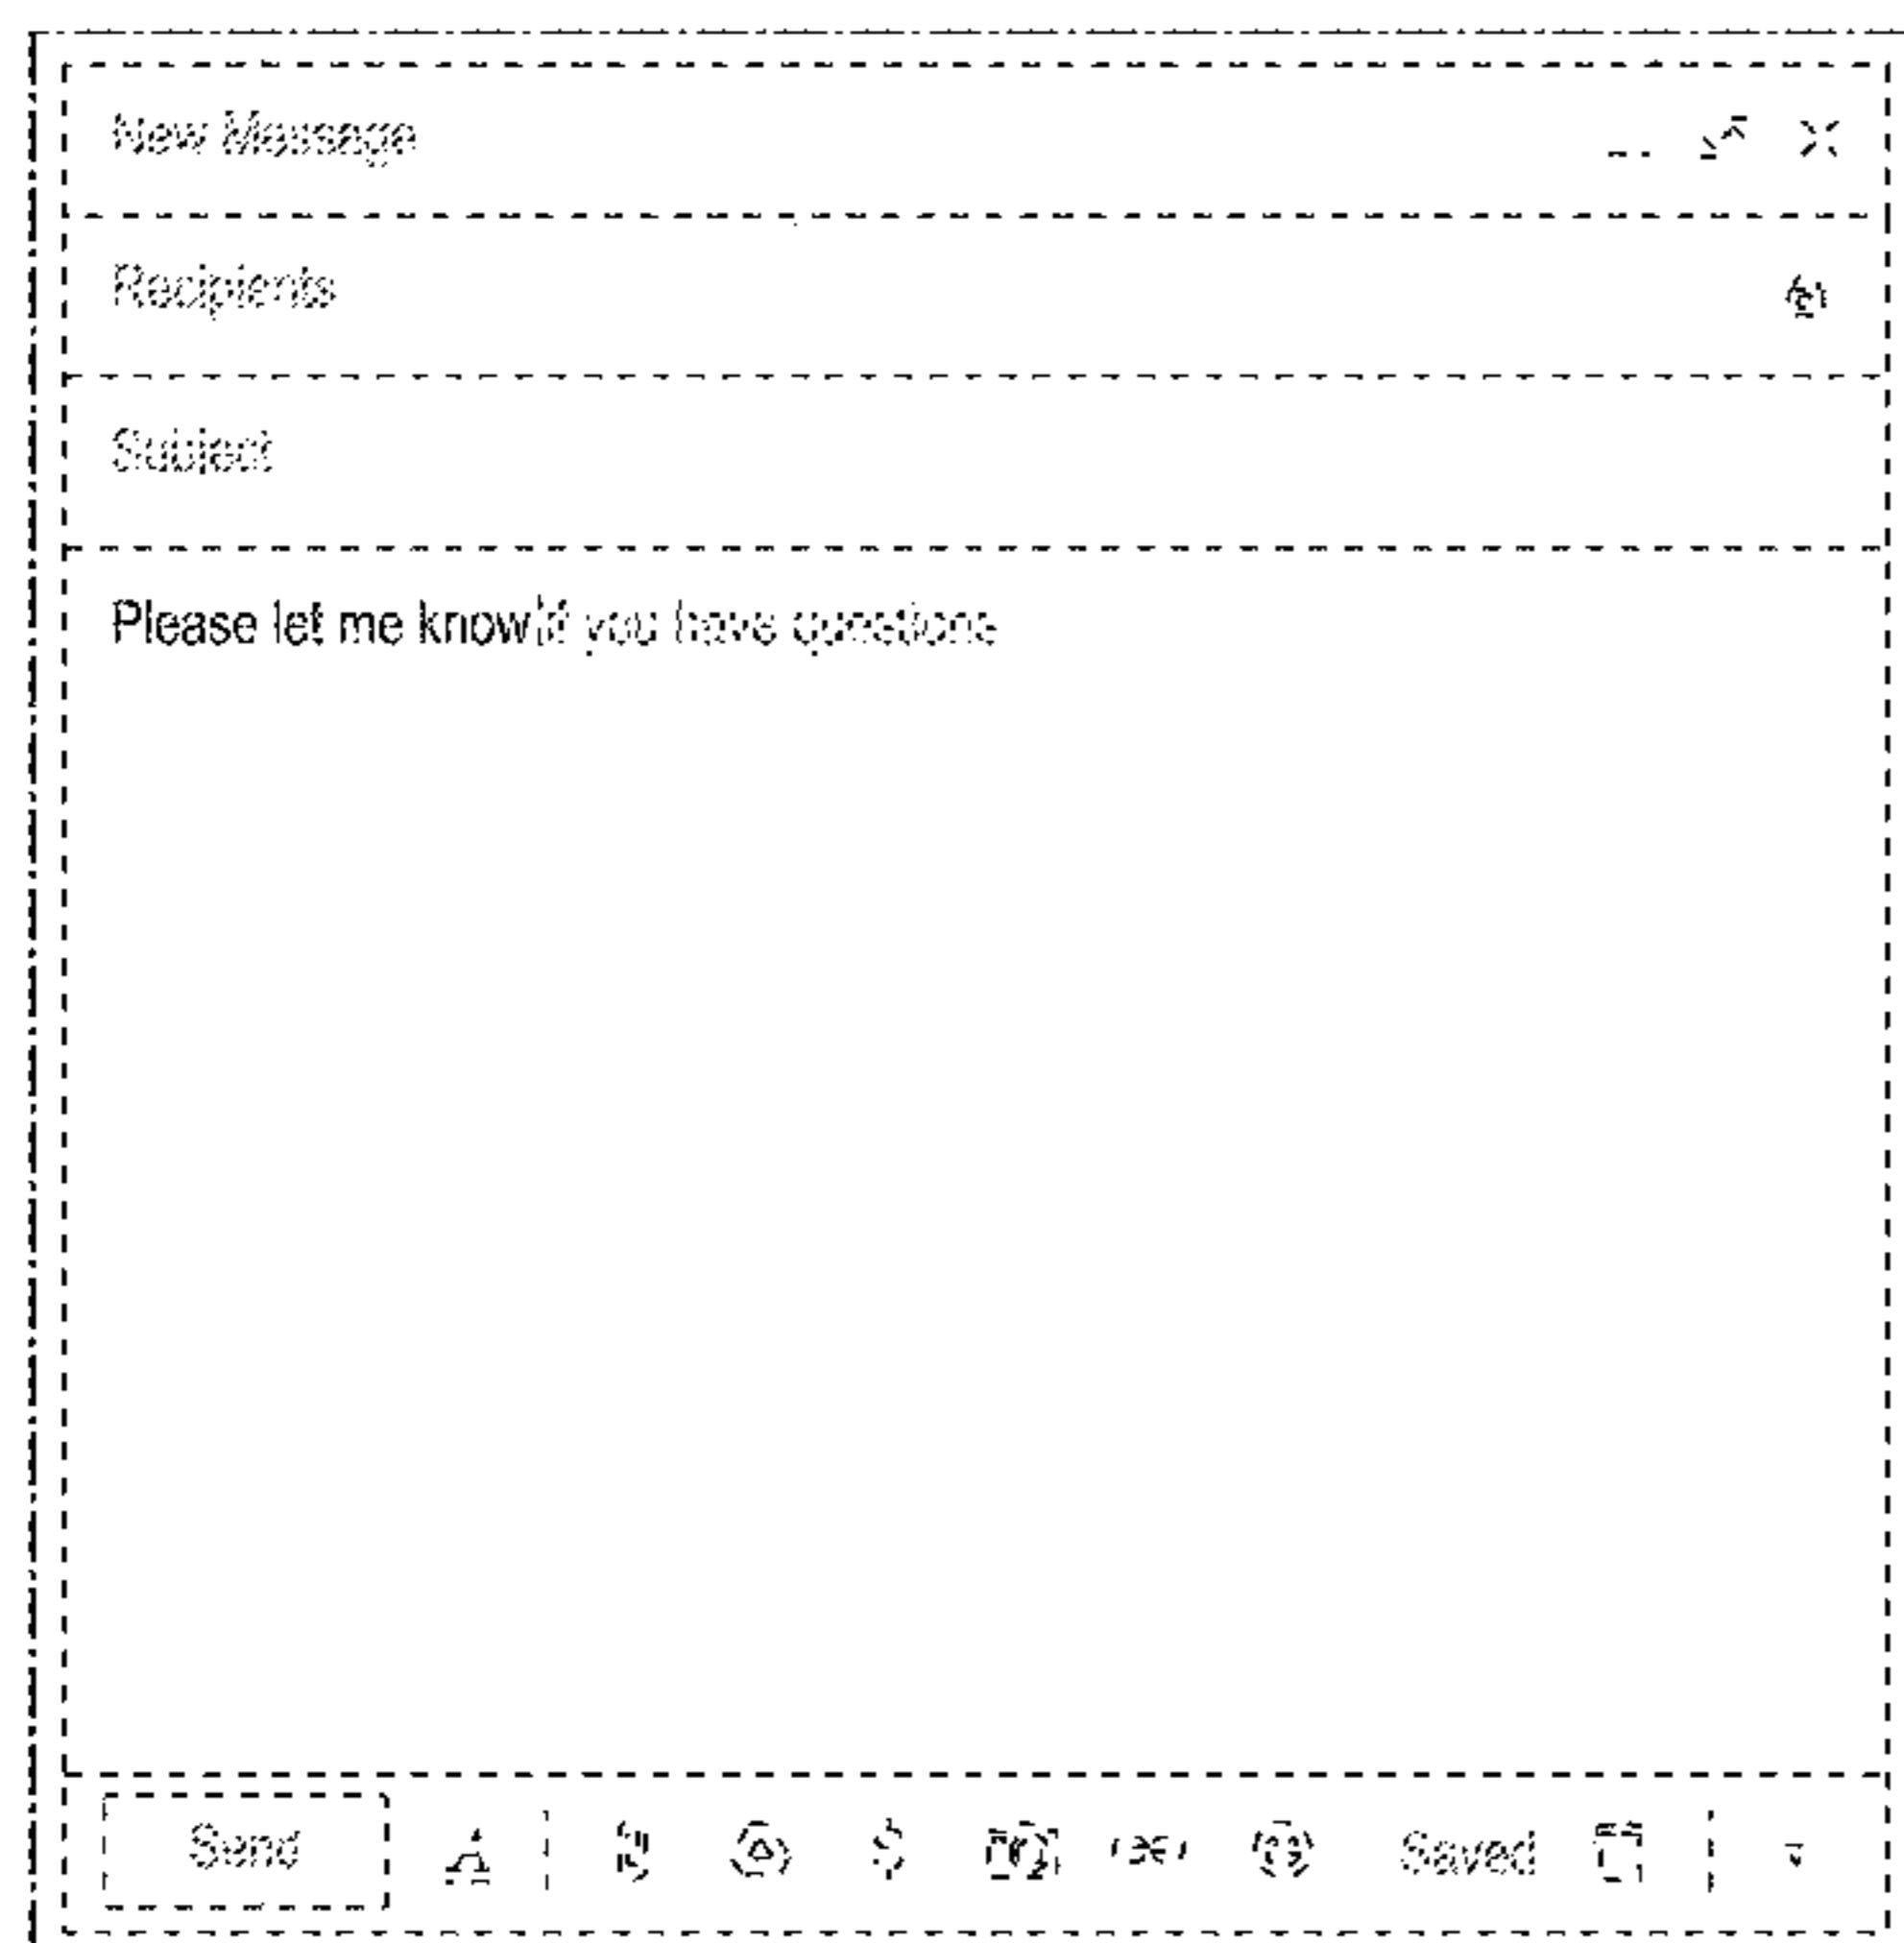 New Message
Recipients
Subject
Please let me know if you have questions
Send A $ Saved